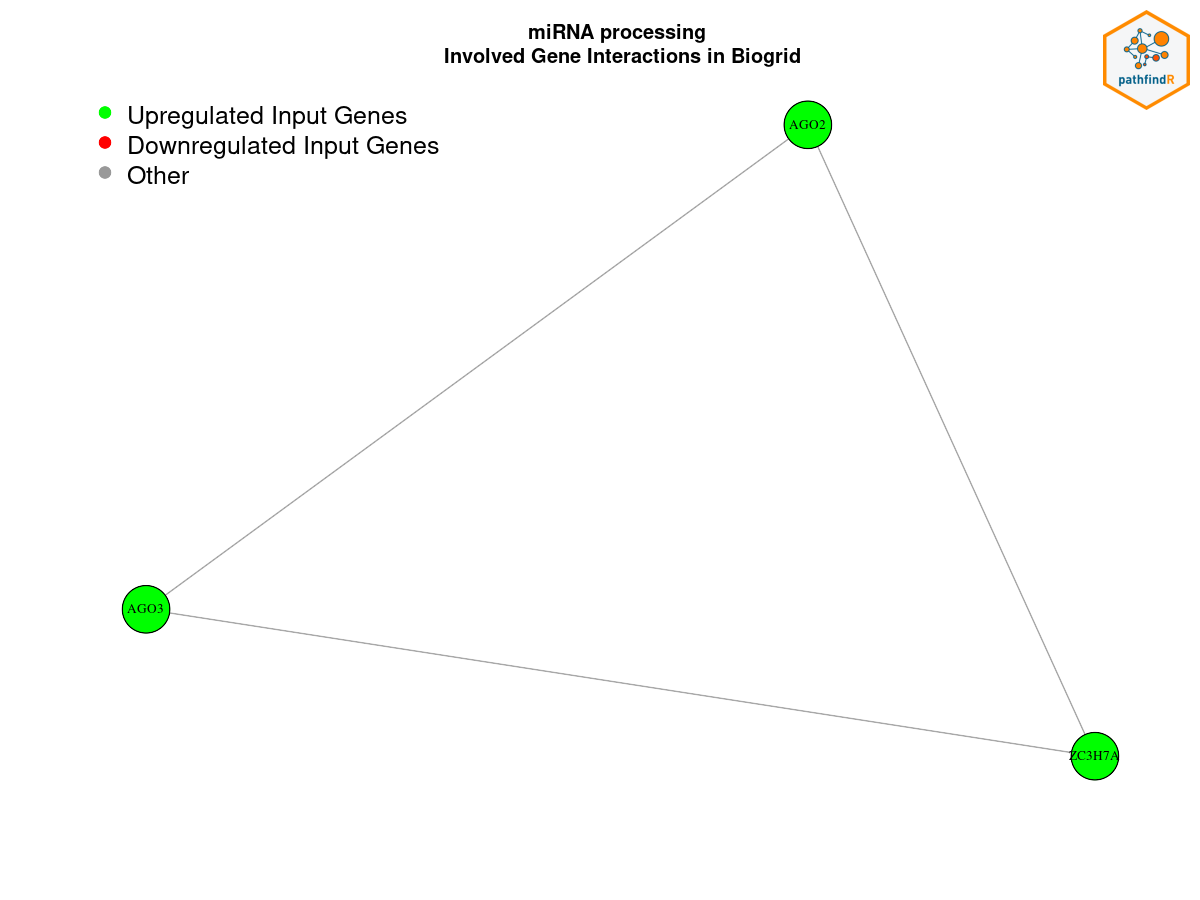 miRNA processing
Involved Gene Interactions in Biogrid
pathfindR
Upregulated Input Genes
Downregulated Input Genes
Other
AGO2
AGO3
ZC3H7A